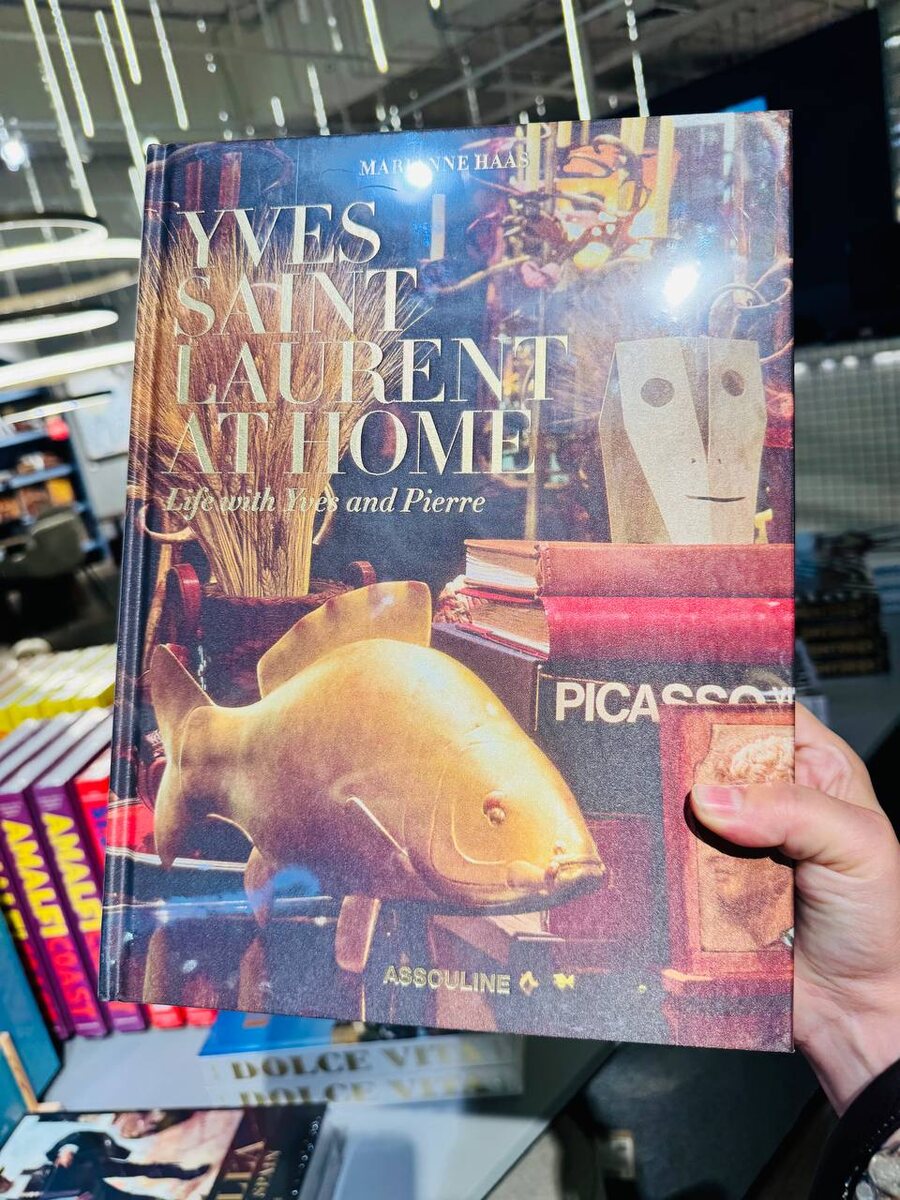 MARIANNE HAAS
YVES
SAINT
LAURENT
AT HOME
Life with Yves and Pierre
PICASSO
ASSOULINE
AMALFI
COAST
AMALFI
DOLCE VITA
DOLCE VITA